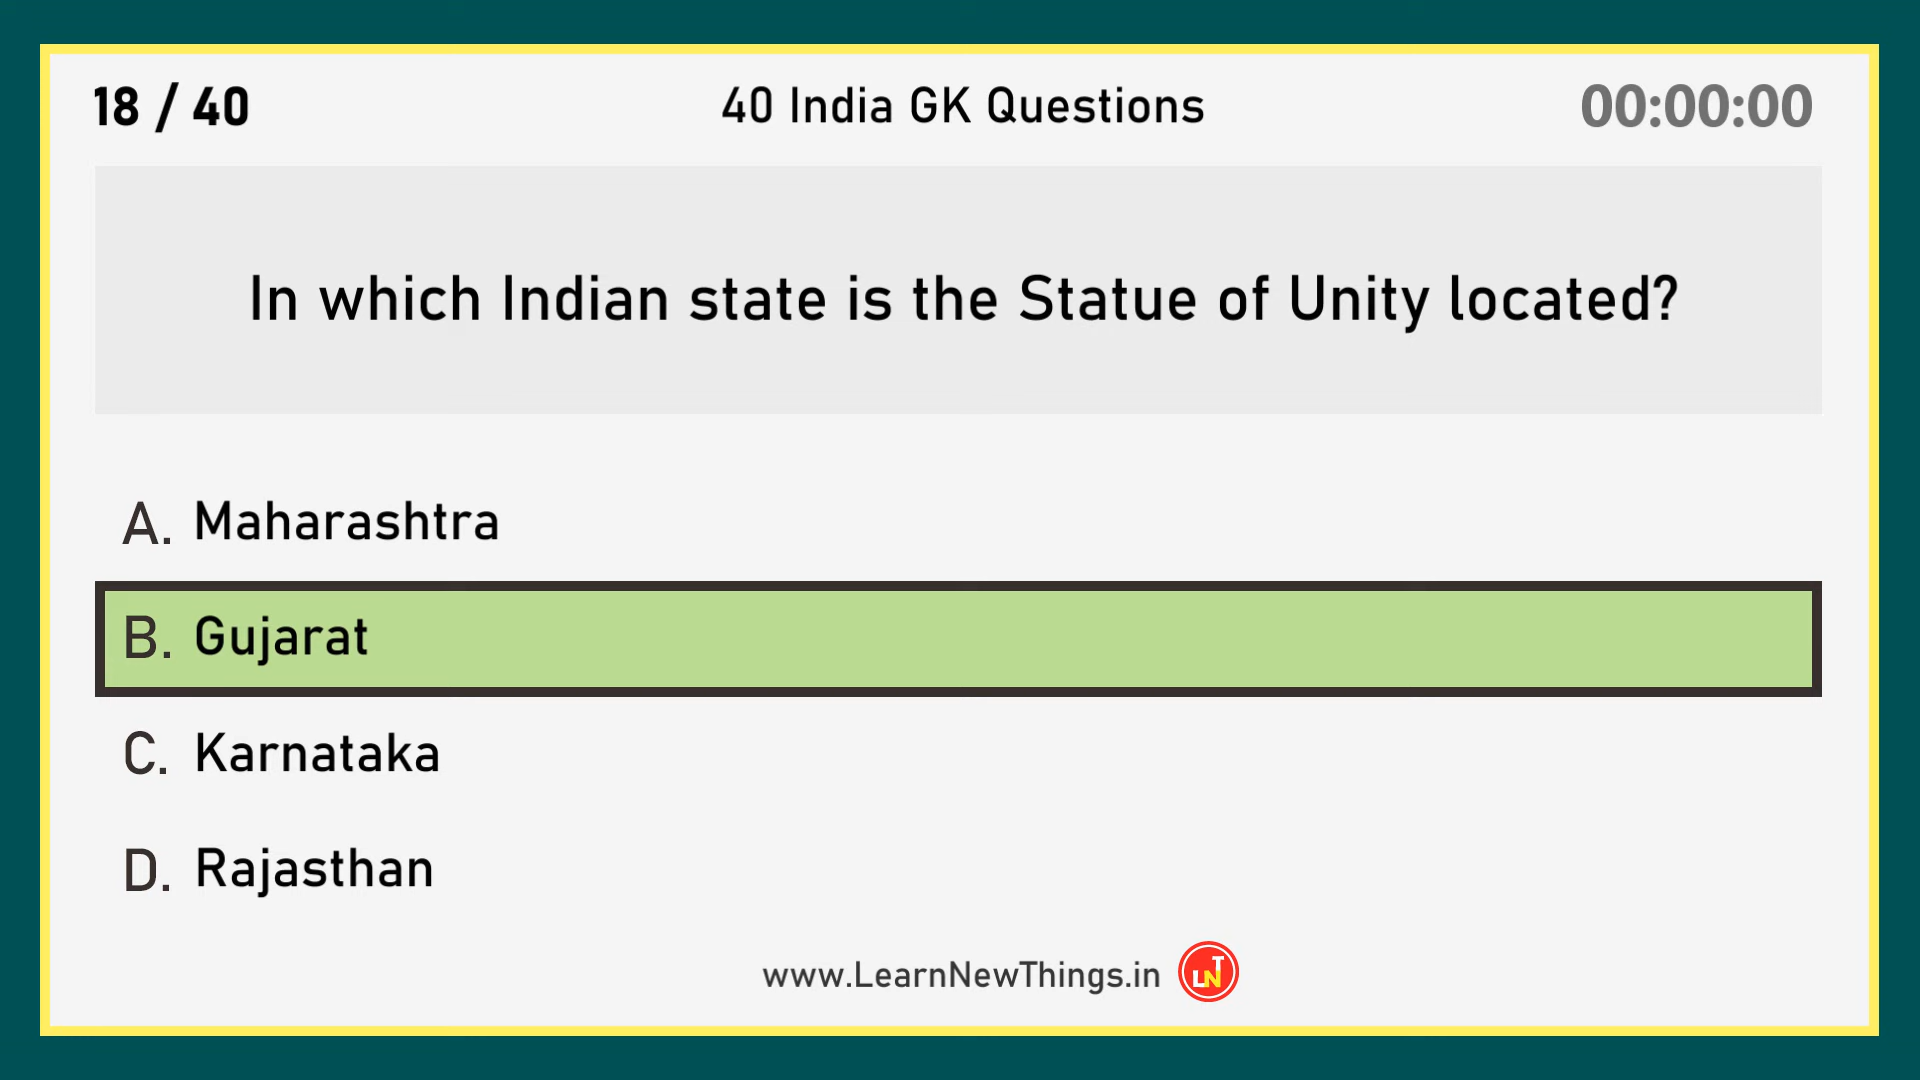 18 / 40
40 India GK Questions
00:00:00
In which Indian state is the Statue of Unity located?
A. Maharashtra
B. Gujarat
C. Karnataka
D. Rajasthan
www.LearnNewThings.in
LNT